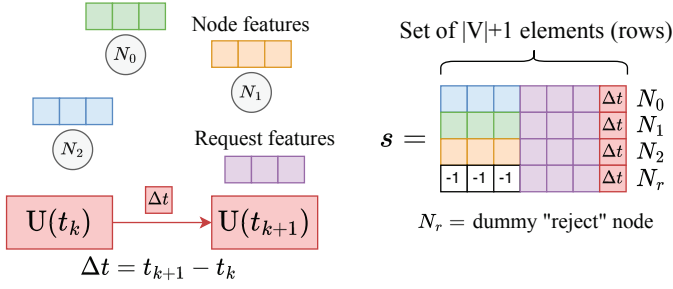 Node features
N₀
N₁
N₂
Request features
Δt
U(tₖ)
U(tₖ₊₁)
Δt = tₖ₊₁ − tₖ
Set of |V|+1 elements (rows)
s =
Δt N₀
Δt N₁
Δt N₂
-1 -1 -1 Δt Nᵣ
Nᵣ = dummy "reject" node